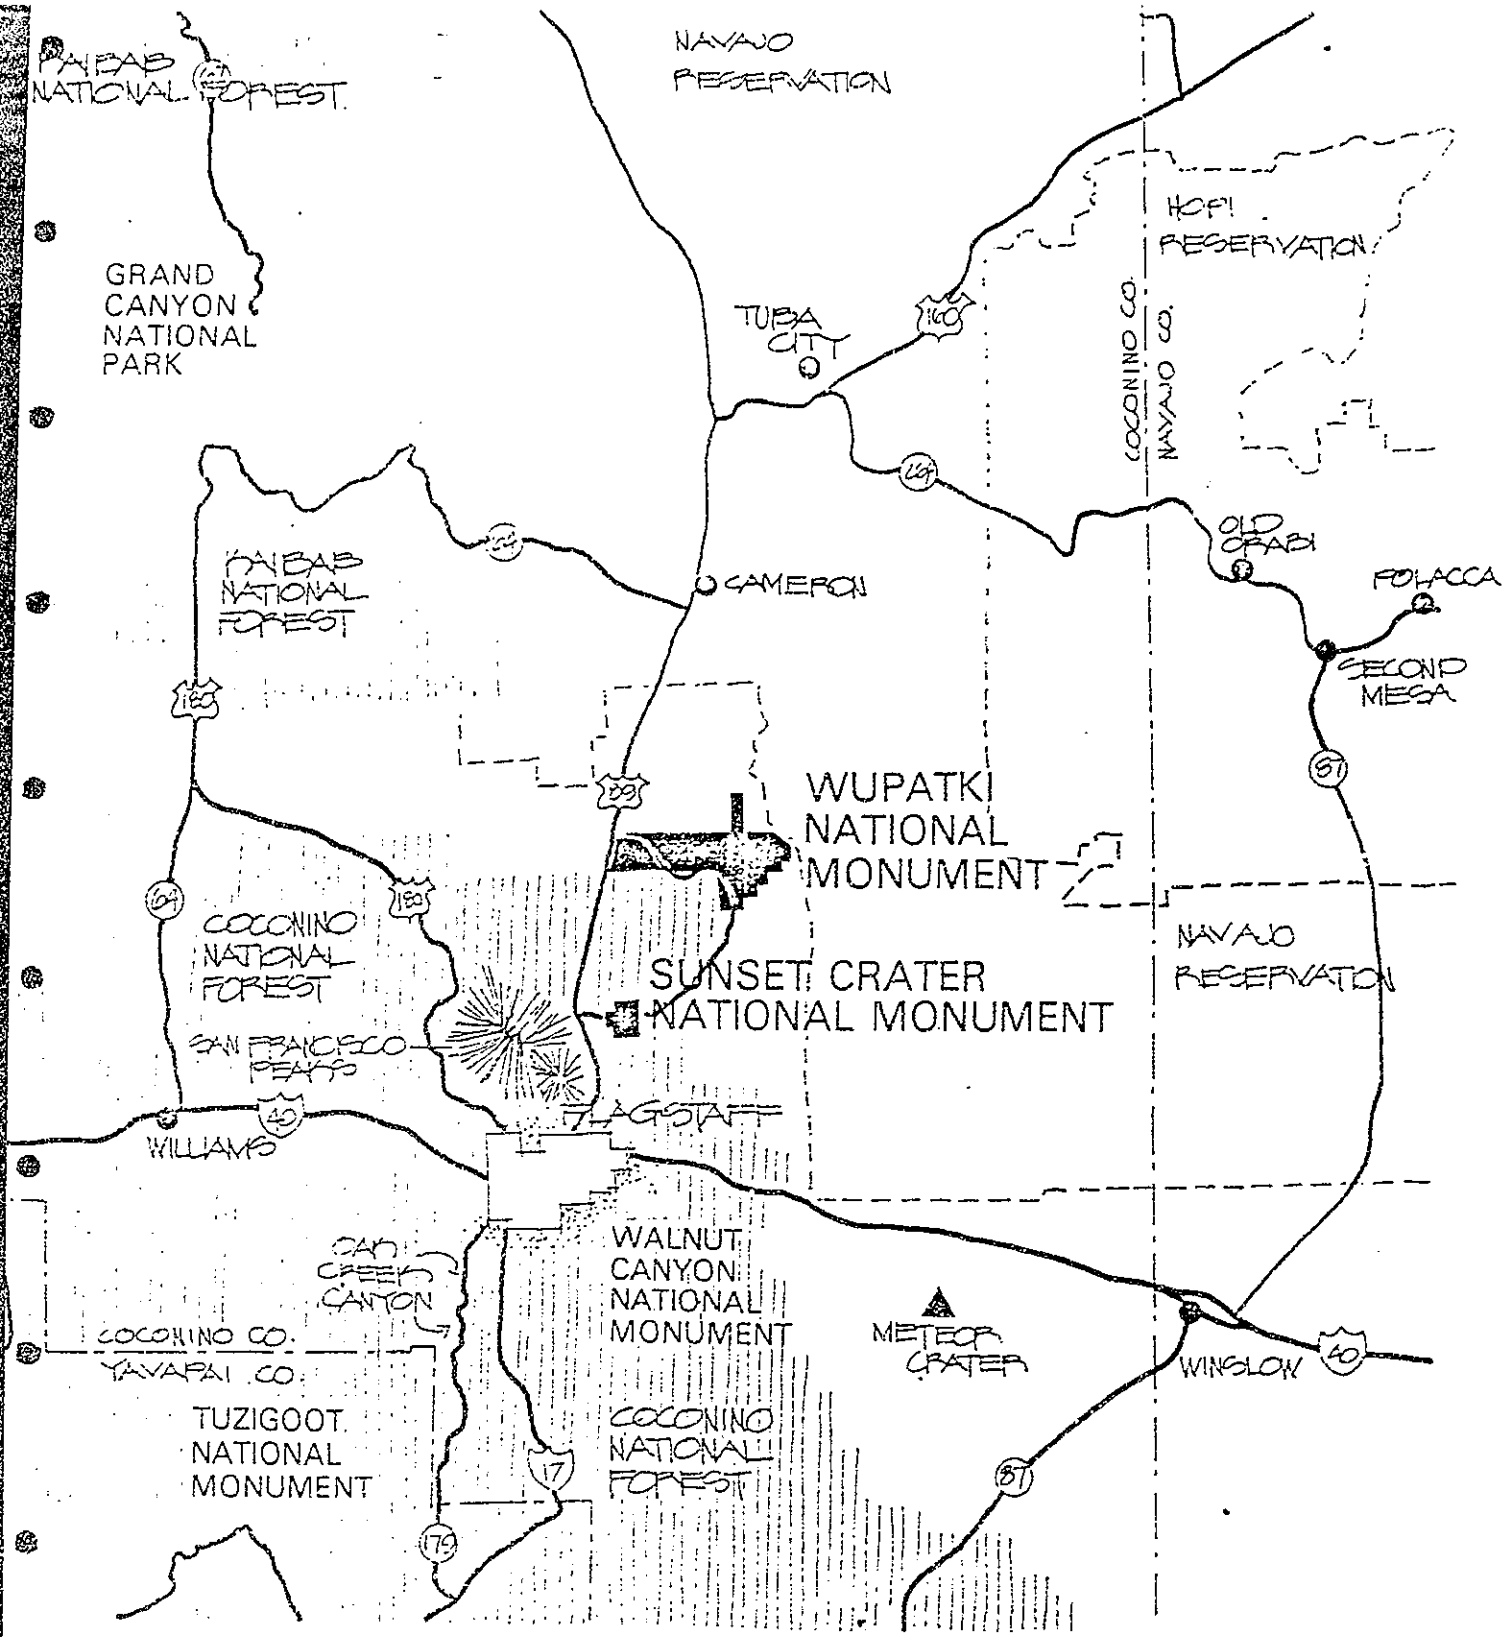 KAIBAB
NATIONAL FOREST
67
NAVAJO
RESERVATION
HOPI
RESERVATION
GRAND
CANYON
NATIONAL
PARK
TUBA
CITY
160
COCONINO CO.
NAVAJO CO.
264
OLD
ORABI
POLACCA
SECOND
MESA
64
CAMERON
KAIBAB
NATIONAL
FOREST
180
89
87
WUPATKI
NATIONAL
MONUMENT
64
180
COCONINO
NATIONAL
FOREST
NAVAJO
RESERVATION
SUNSET CRATER
NATIONAL MONUMENT
SAN FRANCISCO
PEAKS
FLAGSTAFF
40
WILLIAMS
OAK
CREEK
CANYON
WALNUT
CANYON
NATIONAL
MONUMENT
METEOR
CRATER
WINSLOW
40
COCONINO CO.
YAVAPAI CO.
TUZIGOOT
NATIONAL
MONUMENT
COCONINO
NATIONAL
FOREST
17
87
179